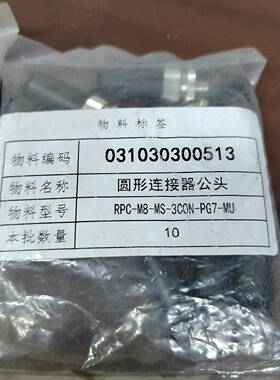 物料标签
物料编码 031030300513
物料名称 圆形连接器公头
物料型号 RPC-M8-MS-3CON-PG7-MU
本批数量 10